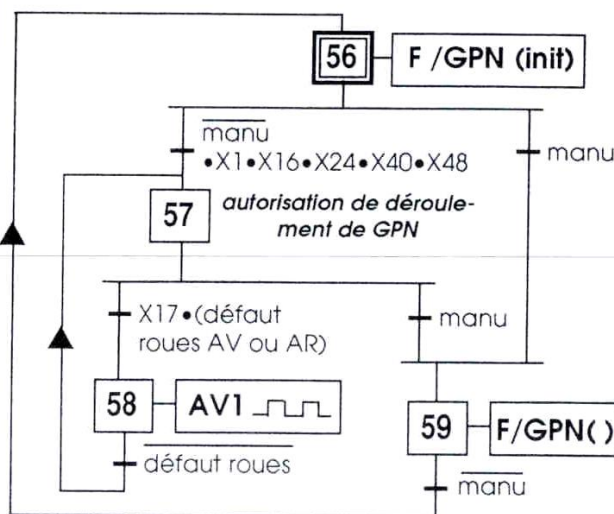 56
F /GPN (init)
manu
•X1•X16•X24•X40•X48
manu
57
autorisation de déroule-
ment de GPN
X17•(défaut
roues AV ou AR)
manu
58
AV1
59
F/GPN( )
défaut roues
manu